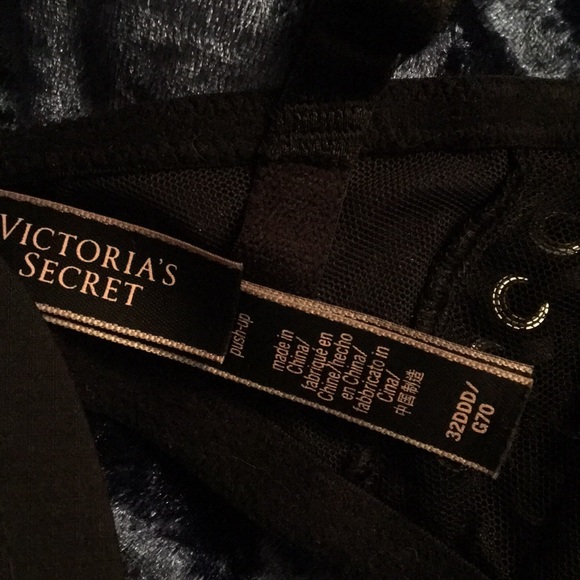 VICTORIA'S
SECRET
push-up
made in
China/
fabriqué en
Chine/hecho
en China/
fabbricato in
Cina/
中国制造
32DDD/
G70